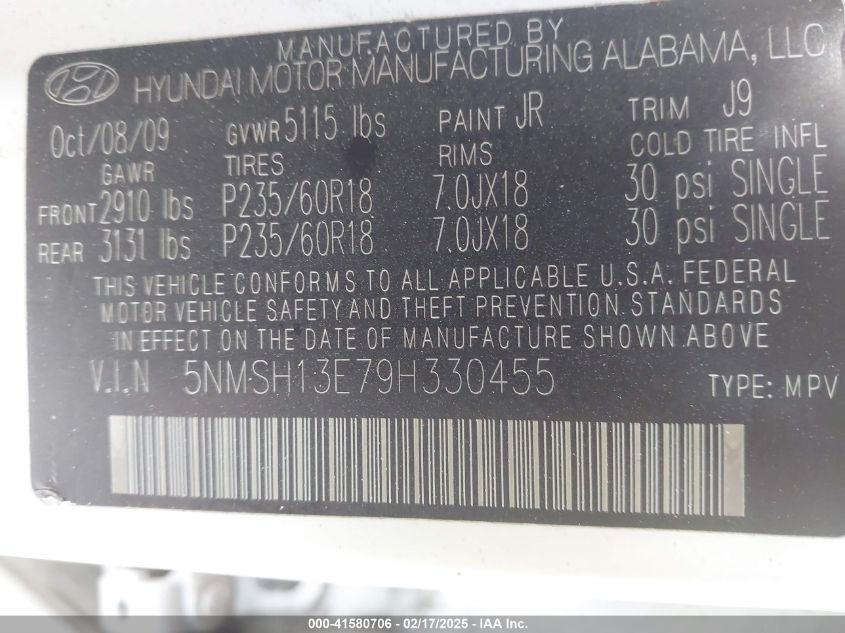 MANUFACTURED BY
HYUNDAI MOTOR MANUFACTURING ALABAMA, LLC
Oct/08/09 GVWR 5115 lbs PAINT JR TRIM J9
GAWR TIRES RIMS COLD TIRE INFL
FRONT 2910 lbs P235/60R18 7.0JX18 30 psi SINGLE
REAR 3131 lbs P235/60R18 7.0JX18 30 psi SINGLE
THIS VEHICLE CONFORMS TO ALL APPLICABLE U.S.A. FEDERAL
MOTOR VEHICLE SAFETY AND THEFT PREVENTION STANDARDS
IN EFFECT ON THE DATE OF MANUFACTURE SHOWN ABOVE
V.I.N 5NMSH13E79H330455 TYPE: MPV
000-41580706 - 02/17/2025 - IAA Inc.